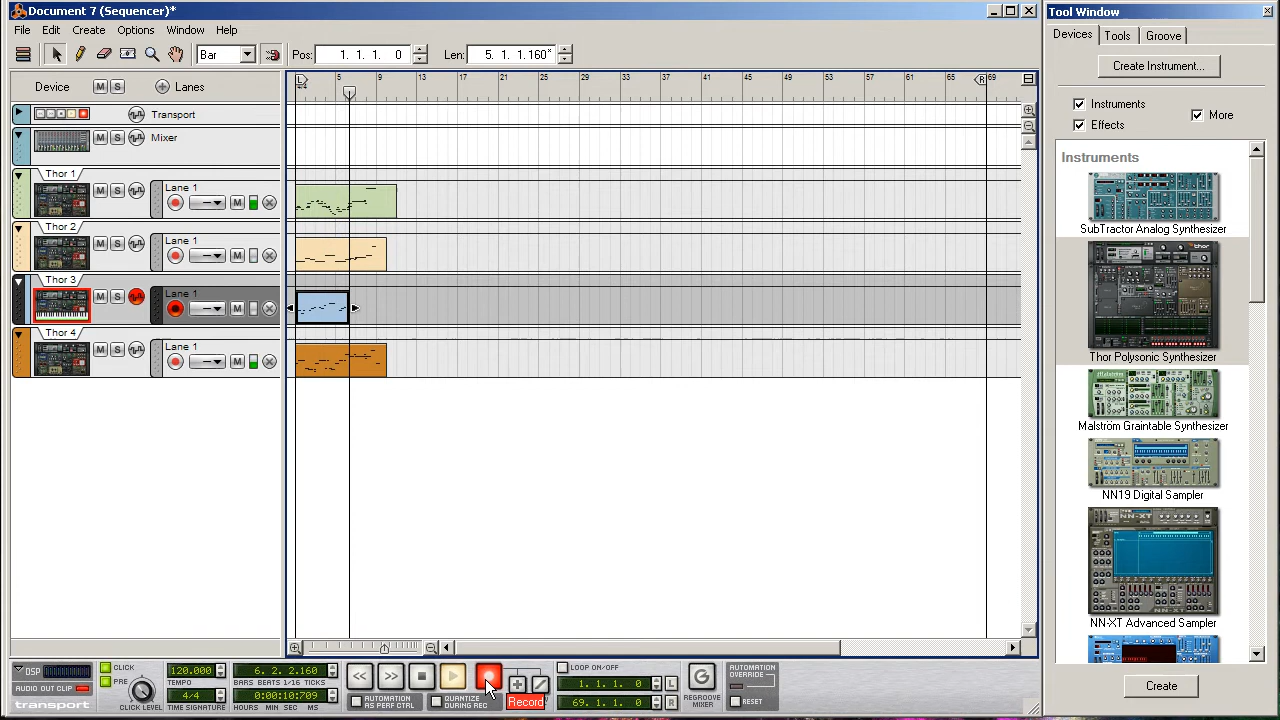 Document 7 (Sequencer)*
Tool Window
File Edit Create Options Window Help
Devices Tools Groove
Bar
Pos: 1. 1. 1. 0
Len: 5. 1. 1.160*
Create Instrument...
Device M S Lanes
L 5 9 13 17 21 25 29 33 37 41 45 49 53 57 61 65 R 69
4/4
Instruments
Effects
More
Transport
Mixer
M S
Instruments
Thor 1
M S
Lane 1
M
SubTractor Analog Synthesizer
Thor 2
M S
Lane 1
M
thor
Thor 3
M S
Lane 1
M
Thor 4
M S
Lane 1
M
Thor Polysonic Synthesizer
Malström Graintable Synthesizer
NN19 Digital Sampler
NN-XT
NN-XT Advanced Sampler
DSP
AUDIO OUT CLIP
transport
CLICK
PRE
CLICK LEVEL
120.000
TEMPO
4/4
TIME SIGNATURE
6. 2. 2.160
BARS BEATS 1/16 TICKS
0:00:10:709
HOURS MIN SEC MS
AUTOMATION
AS PERF CTRL
QUANTIZE
DURING REC
Record
LOOP ON/OFF
1. 1. 1. 0 L
69. 1. 1. 0 R
REGROOVE
MIXER
AUTOMATION
OVERRIDE
RESET
Create